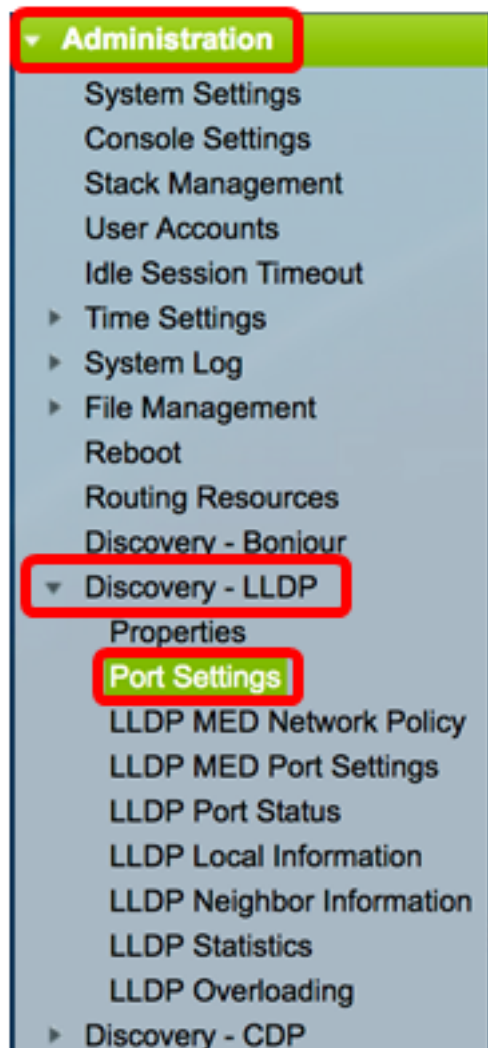 Administration
System Settings
Console Settings
Stack Management
User Accounts
Idle Session Timeout
Time Settings
System Log
File Management
Reboot
Routing Resources
Discovery - Bonjour
Discovery - LLDP
Properties
Port Settings
LLDP MED Network Policy
LLDP MED Port Settings
LLDP Port Status
LLDP Local Information
LLDP Neighbor Information
LLDP Statistics
LLDP Overloading
Discovery - CDP